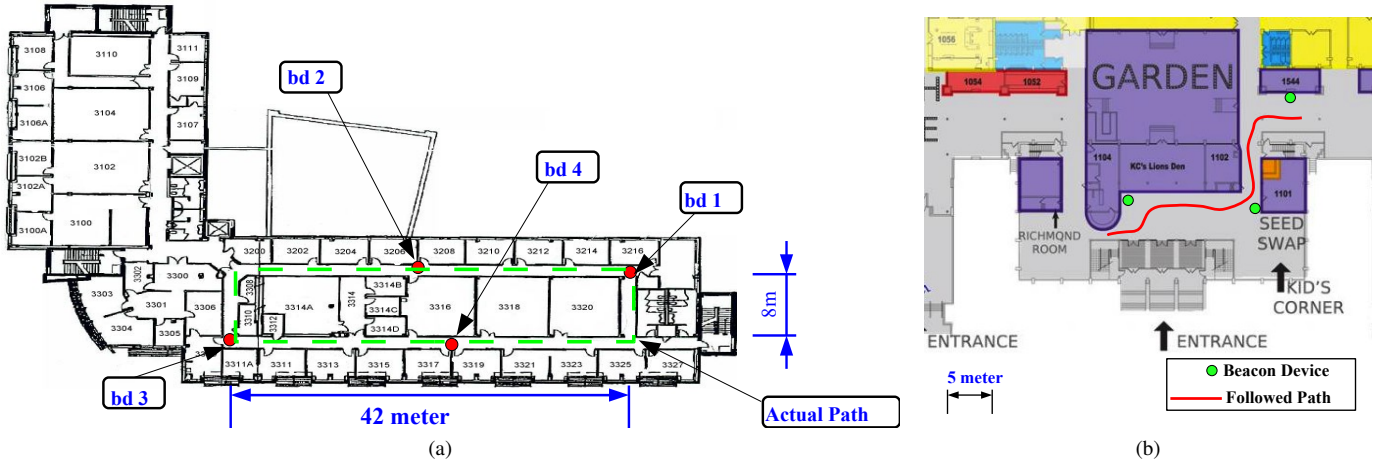 3108
3110
3111
3109
3106
3104
3106A
3107
3102B
3102
3102A
3100
3100A
bd 2
bd 4
bd 1
3200
3202
3204
3206
3208
3210
3212
3214
3216
3302
3300
3303
3301
3306
3304
3305
3308
3310
3312
3314A
3314
3314B
3314C
3314D
3316
3318
3320
8m
3311A
3311
3313
3315
3317
3319
3321
3323
3325
3327
bd 3
42 meter
Actual Path
(a)
1056
1054
1052
GARDEN
1544
E
1104
KC's Lions Den
1102
1101
RICHMOND
ROOM
SEED
SWAP
KID'S
CORNER
ENTRANCE
ENTRANCE
5 meter
Beacon Device
Followed Path
(b)